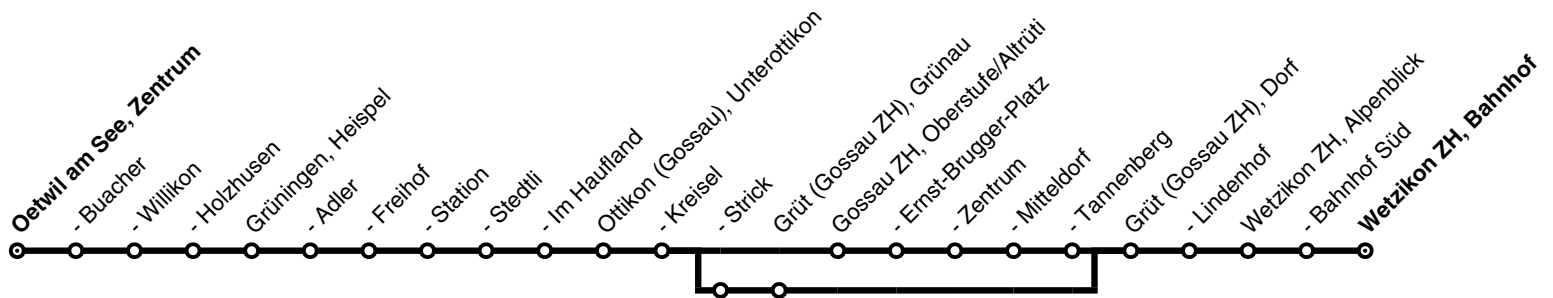 Oetwil am See, Zentrum
- Buacher
- Willikon
- Holzhusen
Grüningen, Heispel
- Adler
- Freihof
- Station
- Stedtli
- Im Haufland
Ottikon (Gossau), Unterottikon
- Kreisel
- Strick
Grüt (Gossau ZH), Grünau
Gossau ZH, Oberstufe/Altrüti
- Ernst-Brugger-Platz
- Zentrum
- Mitteldorf
- Tannenberg
Grüt (Gossau ZH), Dorf
- Lindenhof
Wetzikon ZH, Alpenblick
- Bahnhof Süd
Wetzikon ZH, Bahnhof